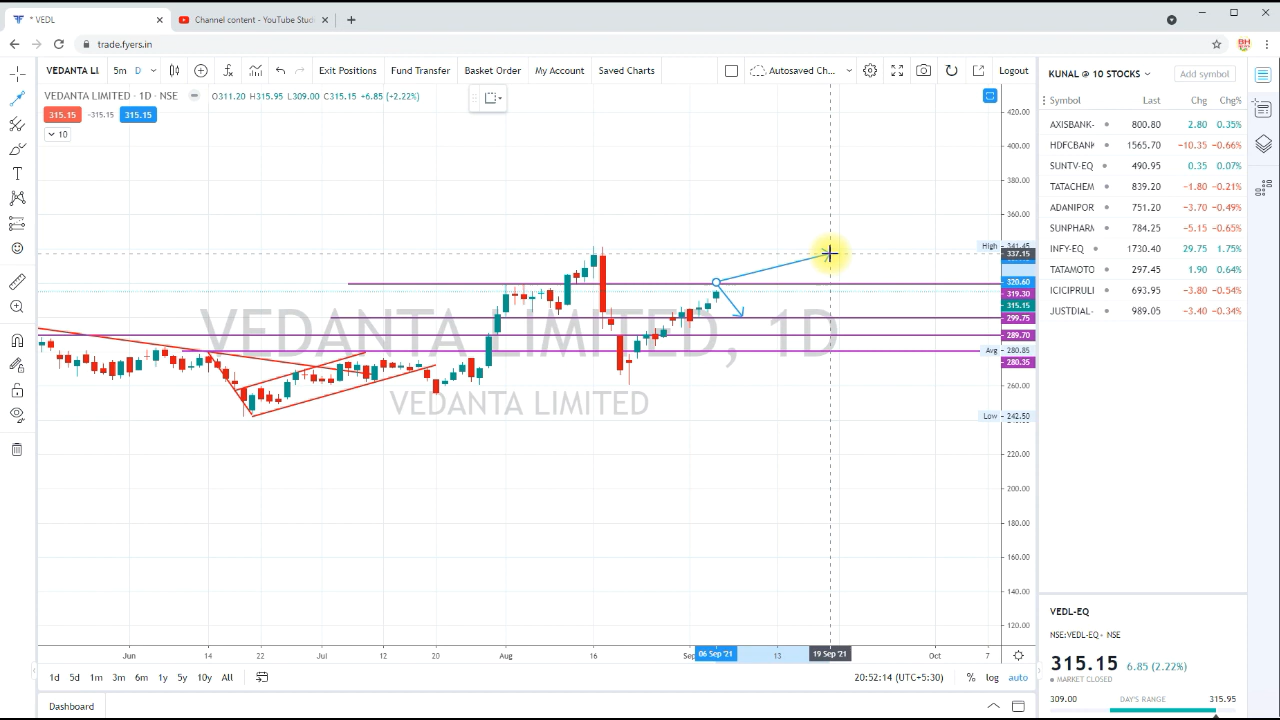 * VEDL
Channel content - YouTube Stud
trade.fyers.in
VEDANTA LI 5m D Exit Positions Fund Transfer Basket Order My Account Saved Charts Autosaved Ch... Logout
KUNAL @ 10 STOCKS Add symbol
VEDANTA LIMITED · 1D · NSE O311.20 H315.95 L309.00 C315.15 +6.85 (+2.22%)
315.15 −315.15 315.15
10
Symbol Last Chg Chg%
AXISBANK- 800.80 2.80 0.35%
HDFCBANK 1565.70 −10.35 −0.66%
SUNTV-EQ 490.95 0.35 0.07%
TATACHEM 839.20 −1.80 −0.21%
ADANIPOR 751.20 −3.70 −0.49%
SUNPHARM 784.25 −5.15 −0.65%
INFY-EQ 1730.40 29.75 1.75%
TATAMOTO 297.45 1.90 0.64%
ICICIPRULI 693.95 −3.80 −0.54%
JUSTDIAL- 989.05 −3.40 −0.34%
420.00
400.00
380.00
360.00
High 341.45
337.15
320.60
319.30
315.15
299.75
289.70
Avg 280.85
280.35
260.00
Low 242.50
220.00
200.00
180.00
160.00
140.00
120.00
VEDANTA LIMITED, 1D
VEDANTA LIMITED
Jun 14 22 Jul 12 20 Aug 16 Sep 06 Sep '21 13 19 Sep '21 Oct 7
1d 5d 1m 3m 6m 1y 5y 10y All
20:52:14 (UTC+5:30) % log auto
Dashboard
VEDL-EQ
NSE:VEDL-EQ · NSE
315.15 6.85 (2.22%)
MARKET CLOSED
309.00 DAY'S RANGE 315.95